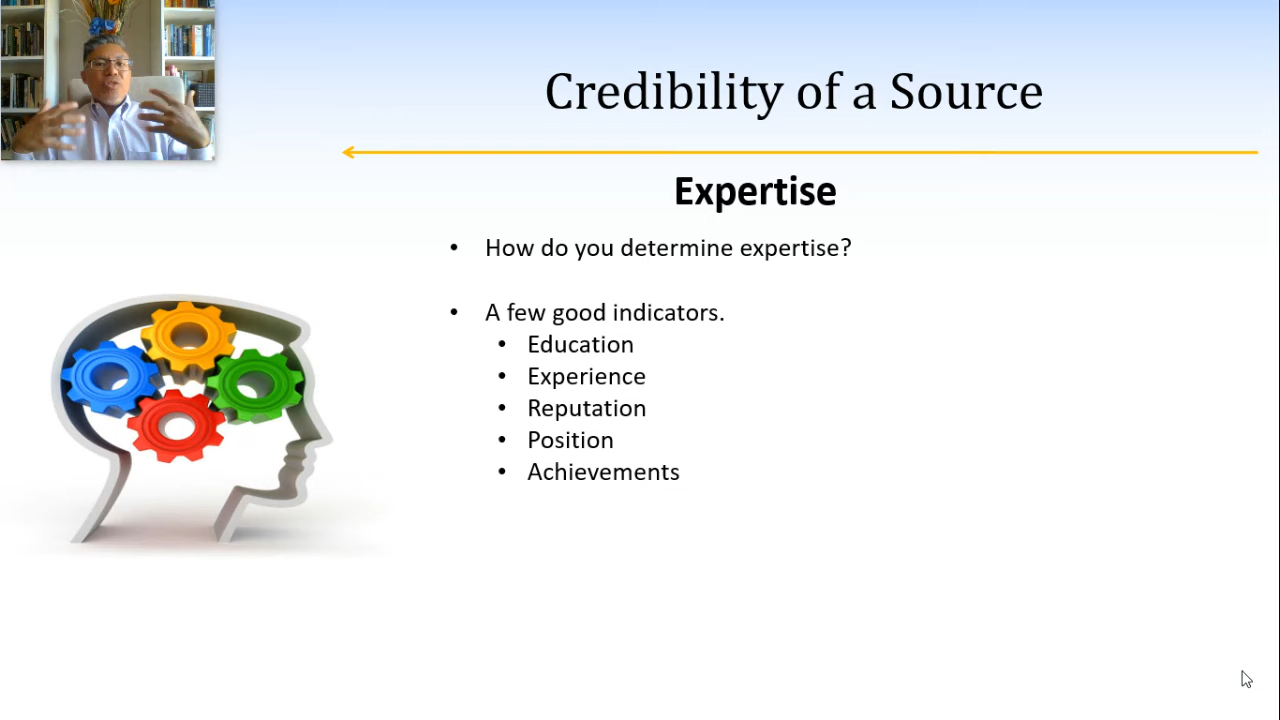 Credibility of a Source
Expertise
• How do you determine expertise?
• A few good indicators.
• Education
• Experience
• Reputation
• Position
• Achievements